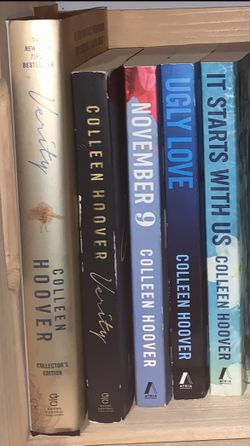 THE
NEW YORK
TIMES
BESTSELLER
Verity
COLLEEN
HOOVER
COLLECTOR'S
EDITION
COLLEEN HOOVER
Verity
NOVEMBER 9
COLLEEN HOOVER
ATRIA
UGLY LOVE
COLLEEN HOOVER
ATRIA
IT STARTS WITH US
COLLEEN HOOVER
ATRIA